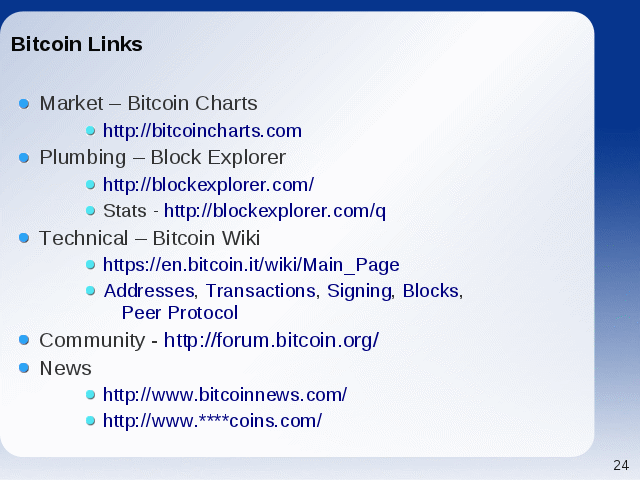 Bitcoin Links
Market – Bitcoin Charts
http://bitcoincharts.com
Plumbing – Block Explorer
http://blockexplorer.com/
Stats - http://blockexplorer.com/q
Technical – Bitcoin Wiki
https://en.bitcoin.it/wiki/Main_Page
Addresses, Transactions, Signing, Blocks,
Peer Protocol
Community - http://forum.bitcoin.org/
News
http://www.bitcoinnews.com/
http://www.****coins.com/
24